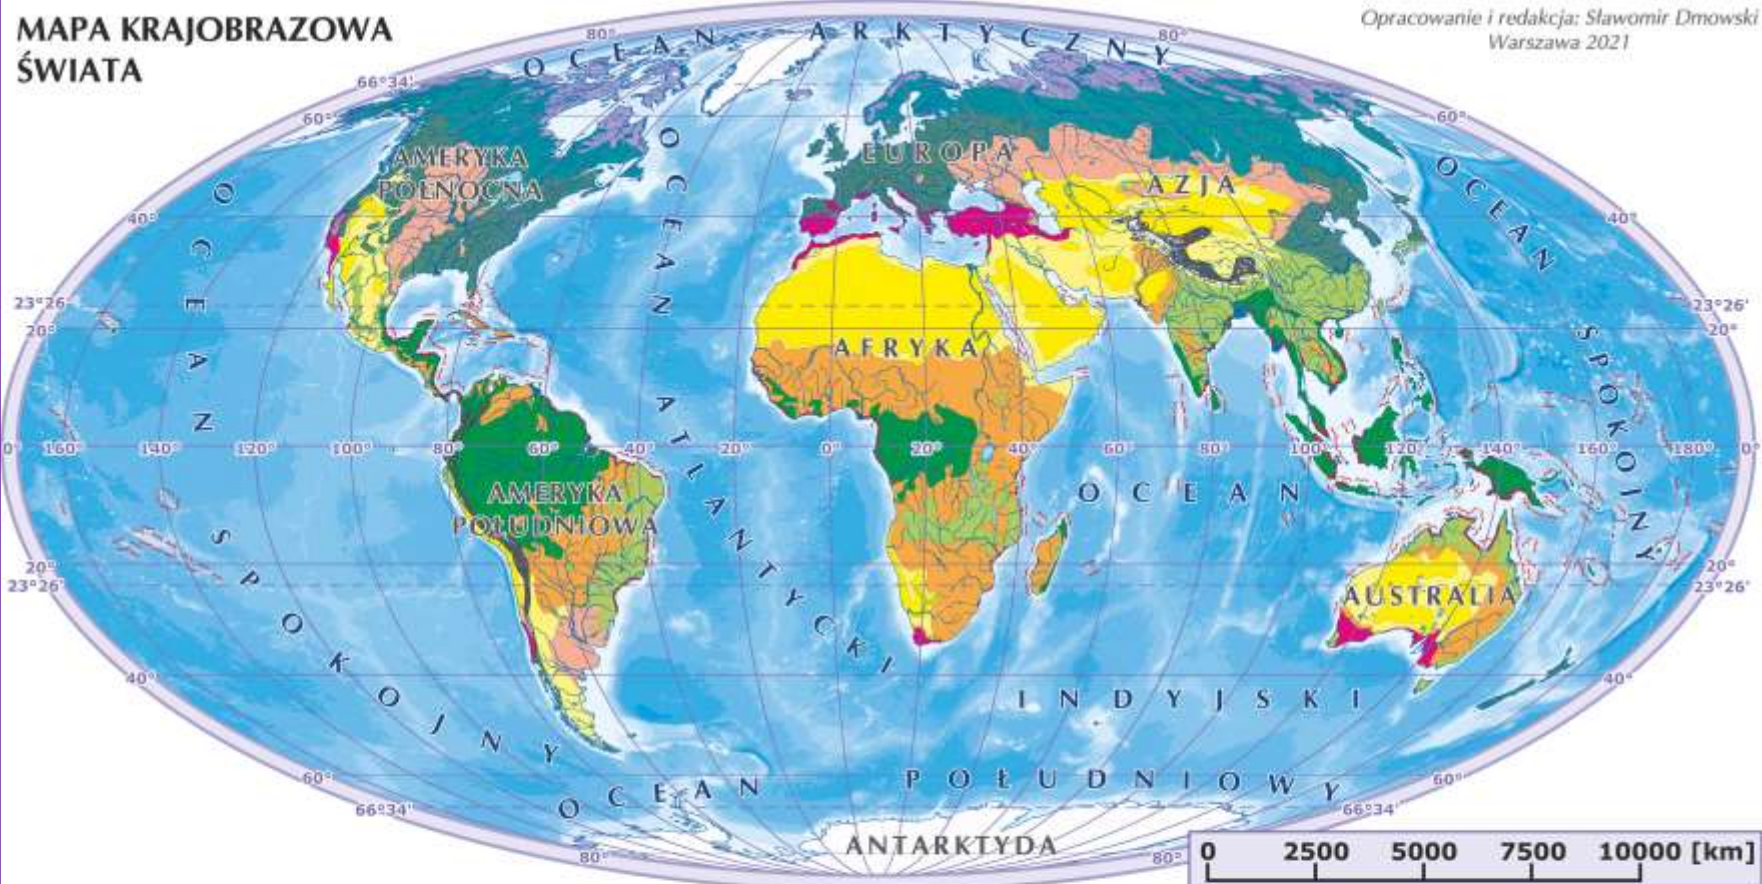 MAPA KRAJOBRAZOWA
ŚWIATA
Opracowanie i redakcja: Sławomir Dmowski
Warszawa 2021
80° 80°
OCEAN ARKTYCZNY
66°34'
60° 60°
AMERYKA
PÓŁNOCNA
EUROPA
AZJA
OCEAN SPOKOJNY
OCEAN ATLANTYCKI
OCEAN SPOKOJNY
40° 40°
23°26' 23°26'
20° 20°
AFRYKA
0° 160° 140° 120° 100° 80° 60° 40° 20° 0° 20° 40° 60° 80° 100° 120° 140° 160° 180° 0°
AMERYKA
POŁUDNIOWA
OCEAN
INDYJSKI
20° 20°
23°26' 23°26'
AUSTRALIA
40° 40°
60° 60°
OCEAN POŁUDNIOWY
66°34' 66°34'
ANTARKTYDA
80° 80°
0 2500 5000 7500 10000 [km]